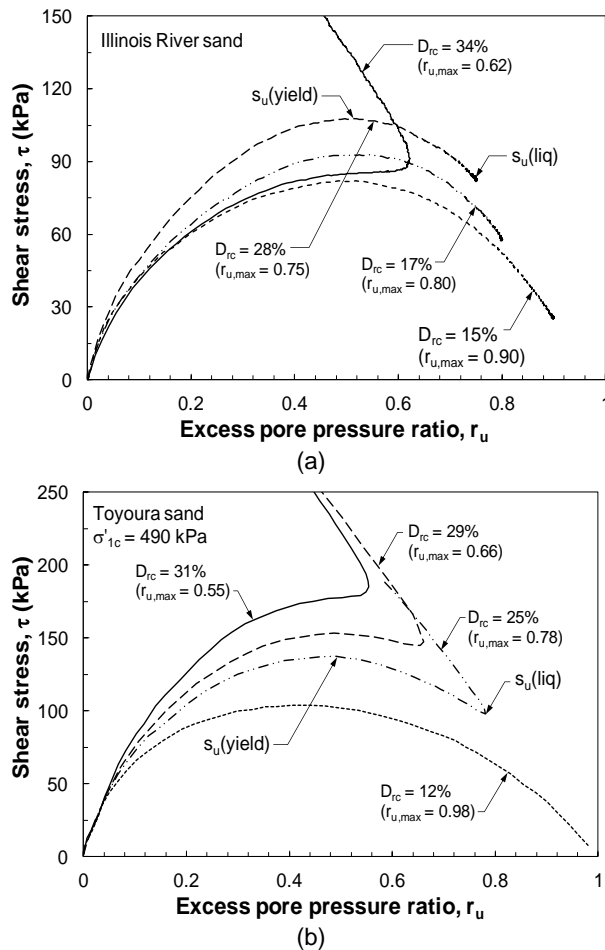 150
120
90
60
30
0
Shear stress, τ (kPa)
Illinois River sand
D_rc = 34%
(r_u,max = 0.62)
s_u(yield)
s_u(liq)
D_rc = 28%
(r_u,max = 0.75)
D_rc = 17%
(r_u,max = 0.80)
D_rc = 15%
(r_u,max = 0.90)
0 0.2 0.4 0.6 0.8 1
Excess pore pressure ratio, r_u
(a)
250
200
150
100
50
0
Shear stress, τ (kPa)
Toyoura sand
σ'_1c = 490 kPa
D_rc = 29%
(r_u,max = 0.66)
D_rc = 31%
(r_u,max = 0.55)
D_rc = 25%
(r_u,max = 0.78)
s_u(liq)
s_u(yield)
D_rc = 12%
(r_u,max = 0.98)
0 0.2 0.4 0.6 0.8 1
Excess pore pressure ratio, r_u
(b)